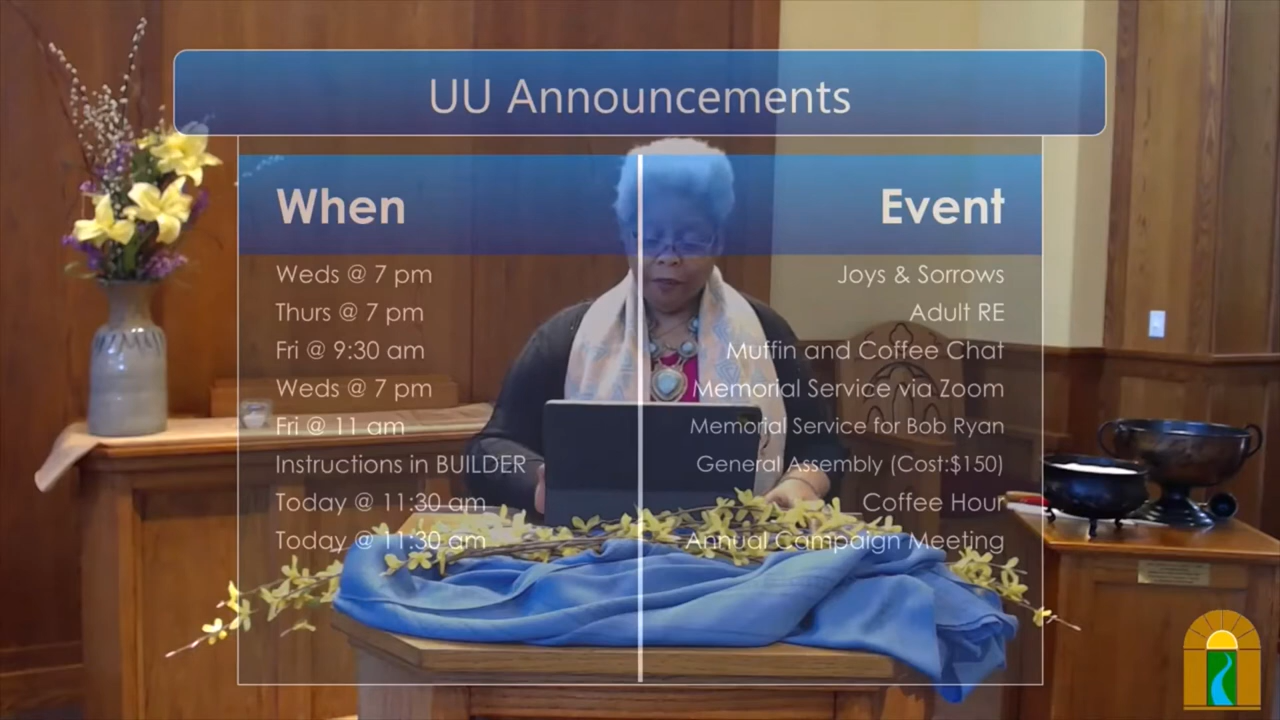 UU Announcements
When Event
Weds @ 7 pm Joys & Sorrows
Thurs @ 7 pm Adult RE
Fri @ 9:30 am Muffin and Coffee Chat
Weds @ 7 pm Memorial Service via Zoom
Fri @ 11 am Memorial Service for Bob Ryan
Instructions in BUILDER General Assembly (Cost:$150)
Today @ 11:30 am Coffee Hour
Today @ 11:30 am Annual Campaign Meeting